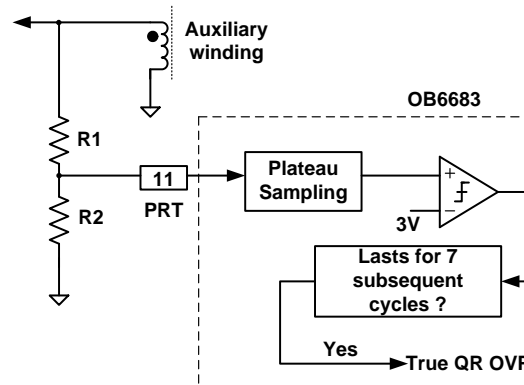 Auxiliary
winding
OB6683
R1
11
PRT
Plateau
Sampling
+
−
3V
R2
Lasts for 7
subsequent
cycles ?
Yes
True QR OVP